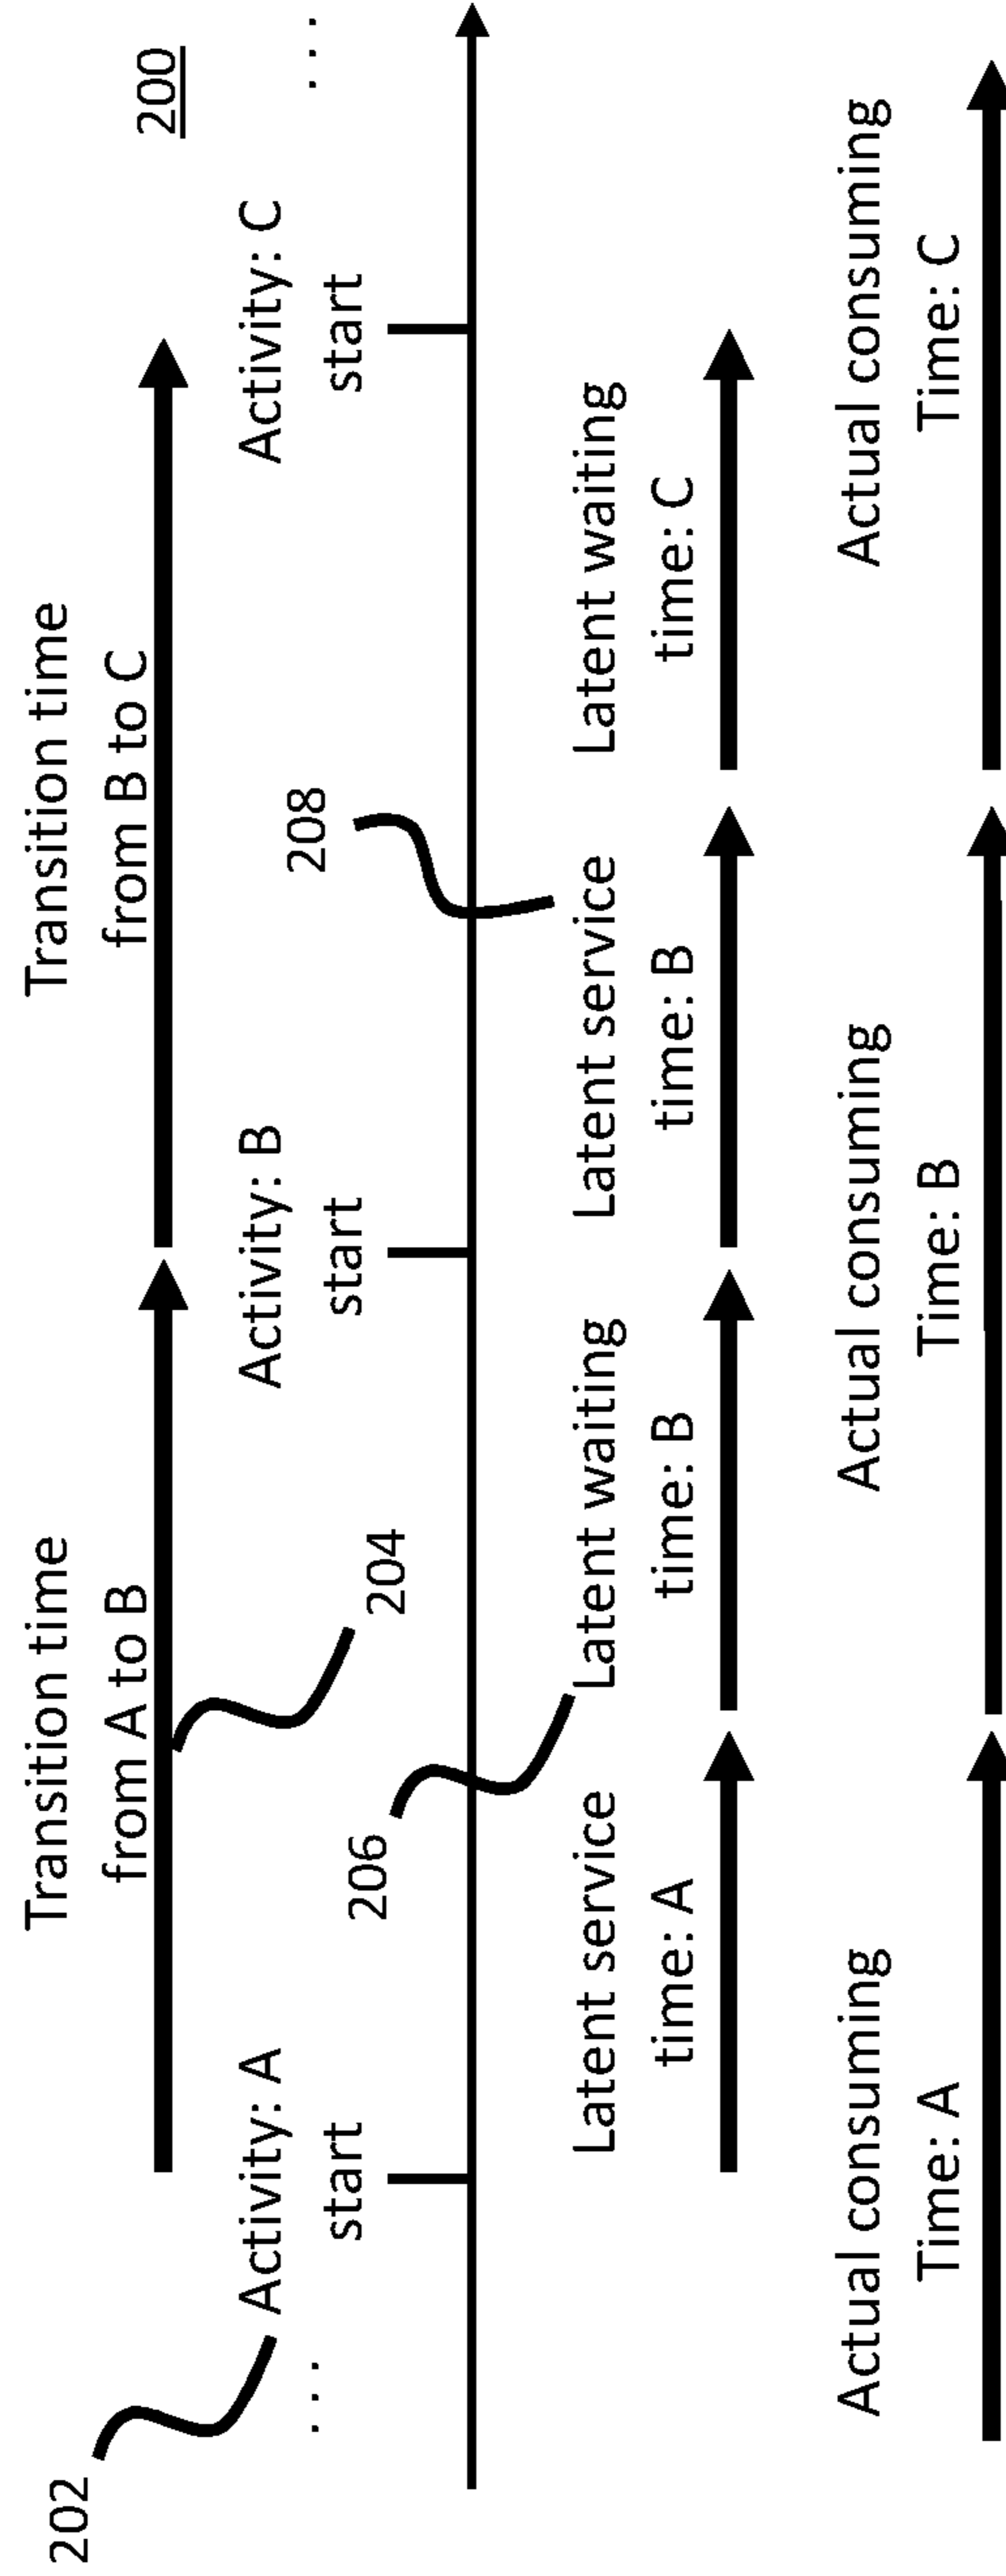 200
Transition time
from A to B
Transition time
from B to C
202
204
Activity: A
start
Activity: B
start
Activity: C
start
...
...
206
208
Latent service
time: A
Latent waiting
time: B
Latent service
time: B
Latent waiting
time: C
Actual consuming
Time: A
Actual consuming
Time: B
Actual consuming
Time: C